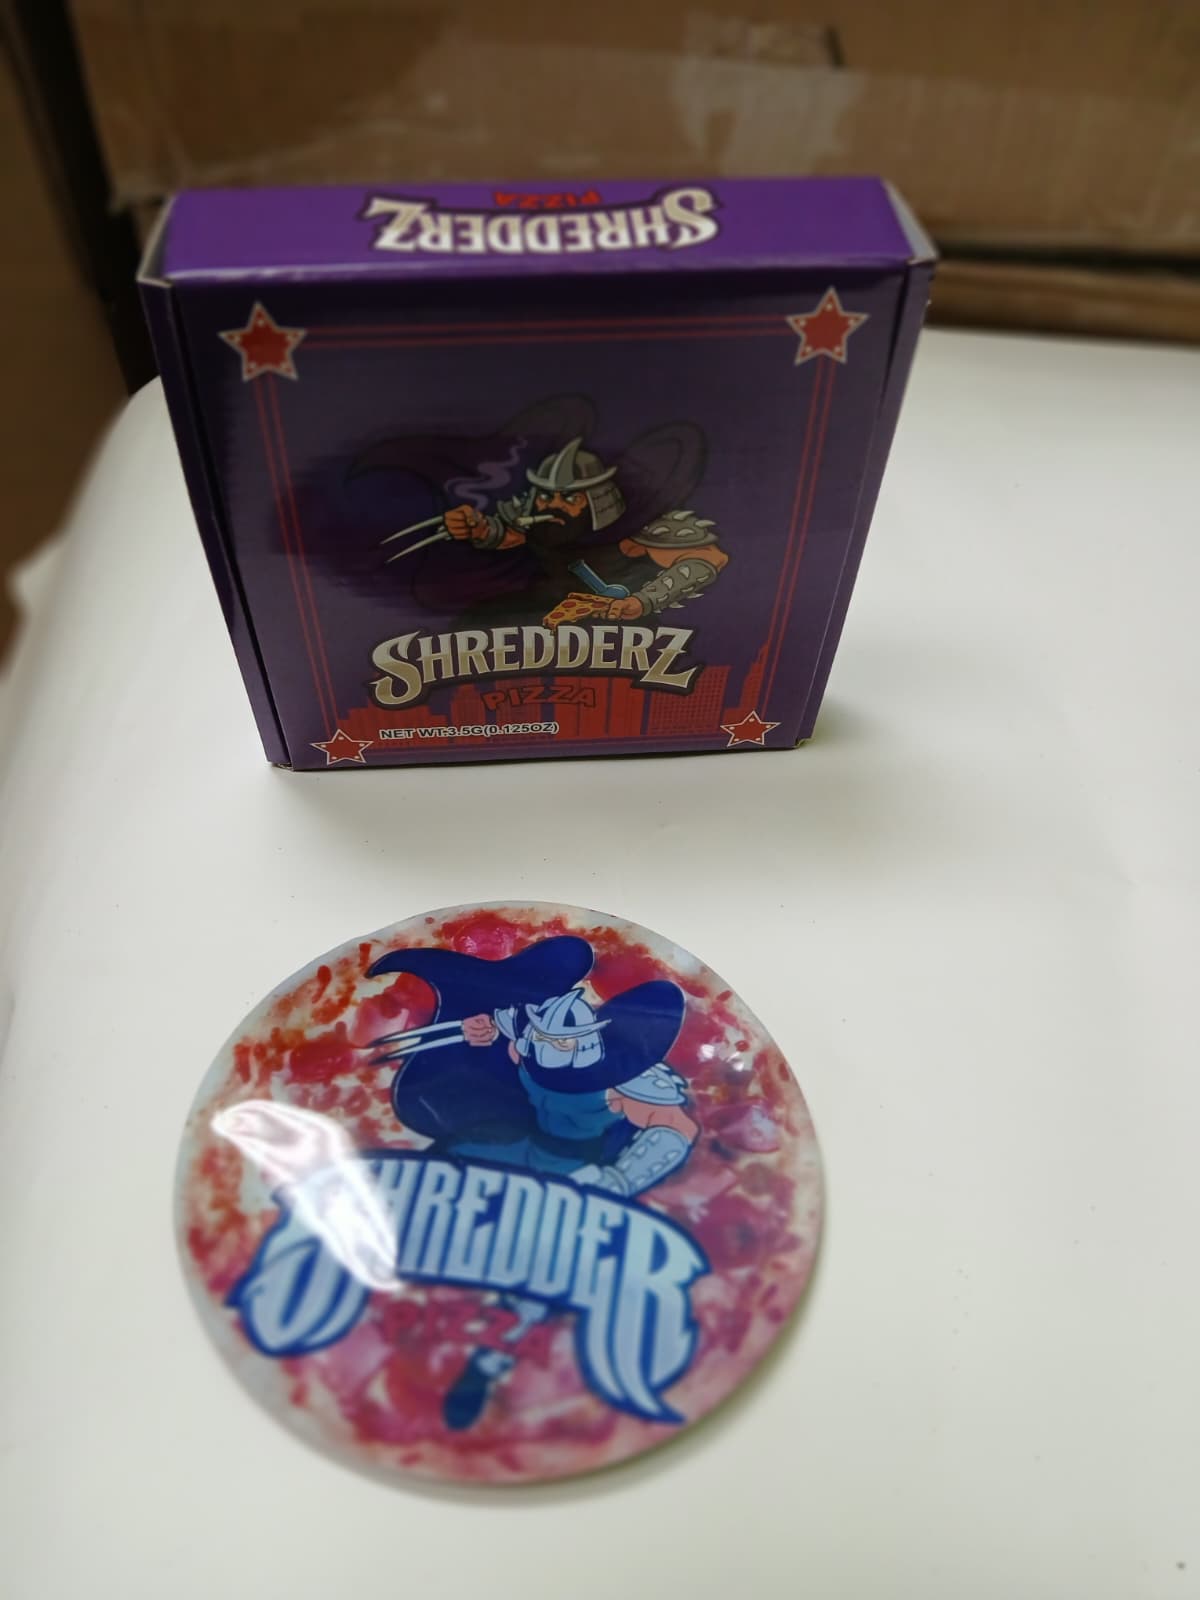 SHREDDERZ
PIZZA
SHREDDERZ
PIZZA
NET WT:3.5G(0.125OZ)
SHREDDER
PIZZA